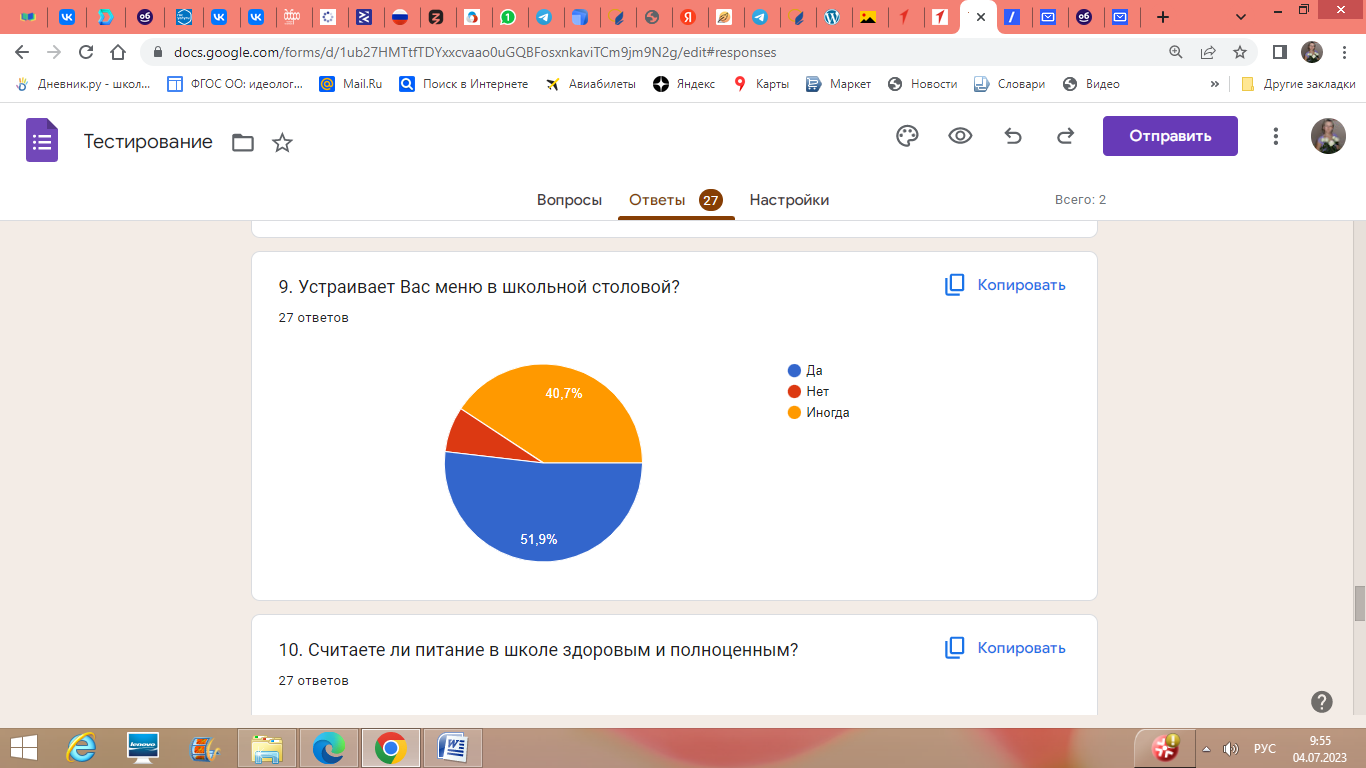 docs.google.com/forms/d/1ub27HMTtfTDYxxcvaao0uGQBFosxnkaviTCm9jm9N2g/edit#responses
Дневник.ру - школ... ФГОС ОО: идеолог... Mail.Ru Поиск в Интернете Авиабилеты Яндекс Карты Маркет Новости Словари Видео » Другие закладки
Тестирование
Отправить
Вопросы Ответы 27 Настройки
Всего: 2
9. Устраивает Вас меню в школьной столовой?
Копировать
27 ответов
Да
Нет
Иногда
40,7%
51,9%
10. Считаете ли питание в школе здоровым и полноценным?
Копировать
27 ответов
РУС
9:55
04.07.2023